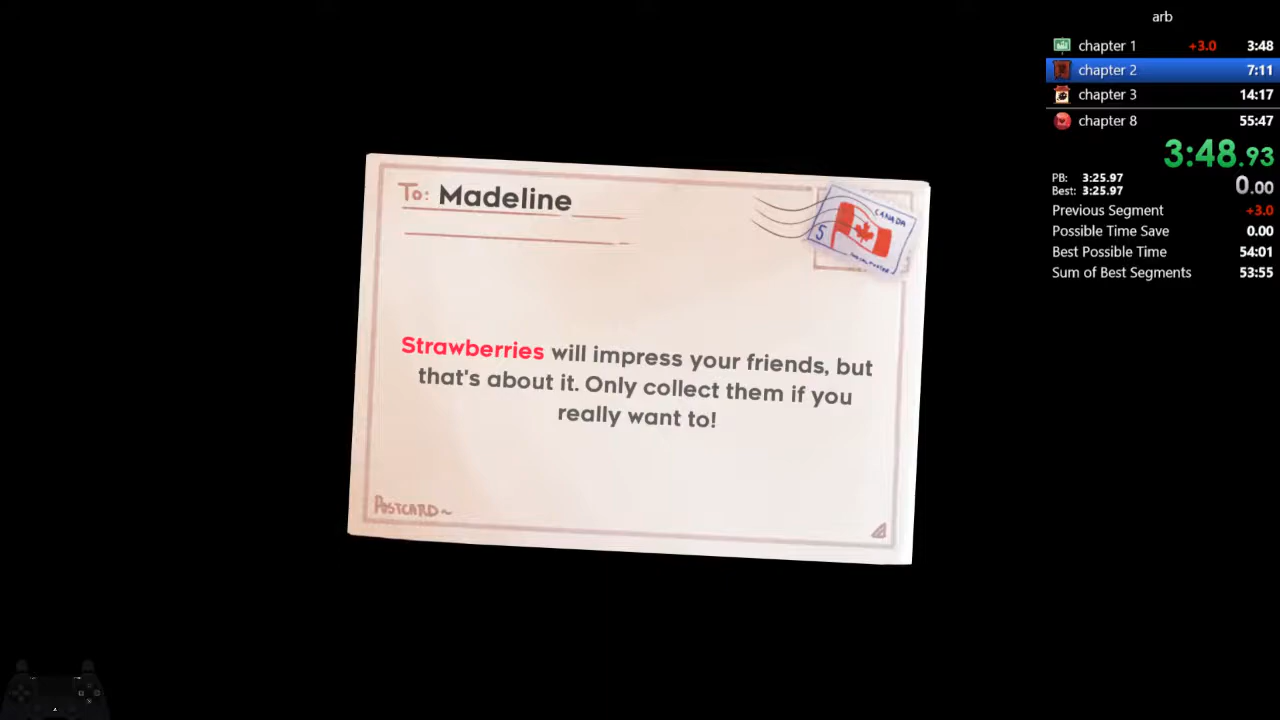 arb
chapter 1 +3.0 3:48
chapter 2 7:11
chapter 3 14:17
chapter 8 55:47
3:48.93
PB: 3:25.97
Best: 3:25.97
0.00
Previous Segment +3.0
Possible Time Save 0.00
Best Possible Time 54:01
Sum of Best Segments 53:55
To: Madeline
CANADA
5
Strawberries will impress your friends, but
that's about it. Only collect them if you
really want to!
POSTCARD~